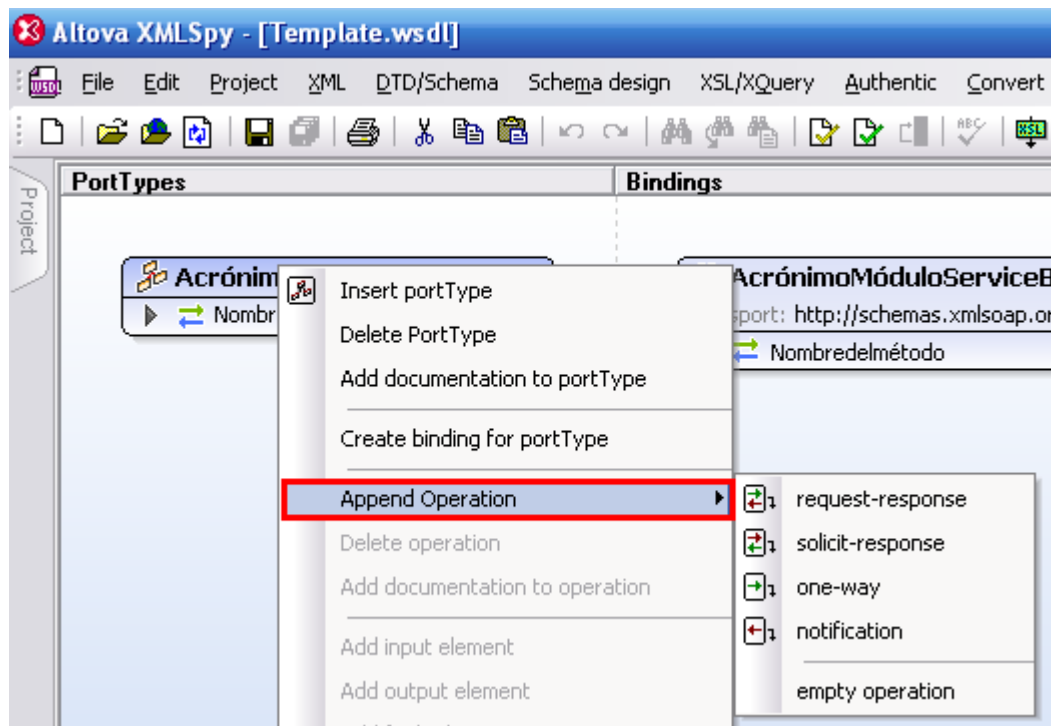 Altova XMLSpy - [Template.wsdl]
File Edit Project XML DTD/Schema Schema design XSL/XQuery Authentic Convert
PortTypes
Bindings
Project
Acrónim
Nombr
AcrónimoMóduloServiceB
sport: http://schemas.xmlsoap.or
Nombredelmétodo
Insert portType
Delete PortType
Add documentation to portType
Create binding for portType
Append Operation
Delete operation
Add documentation to operation
Add input element
Add output element
request-response
solicit-response
one-way
notification
empty operation